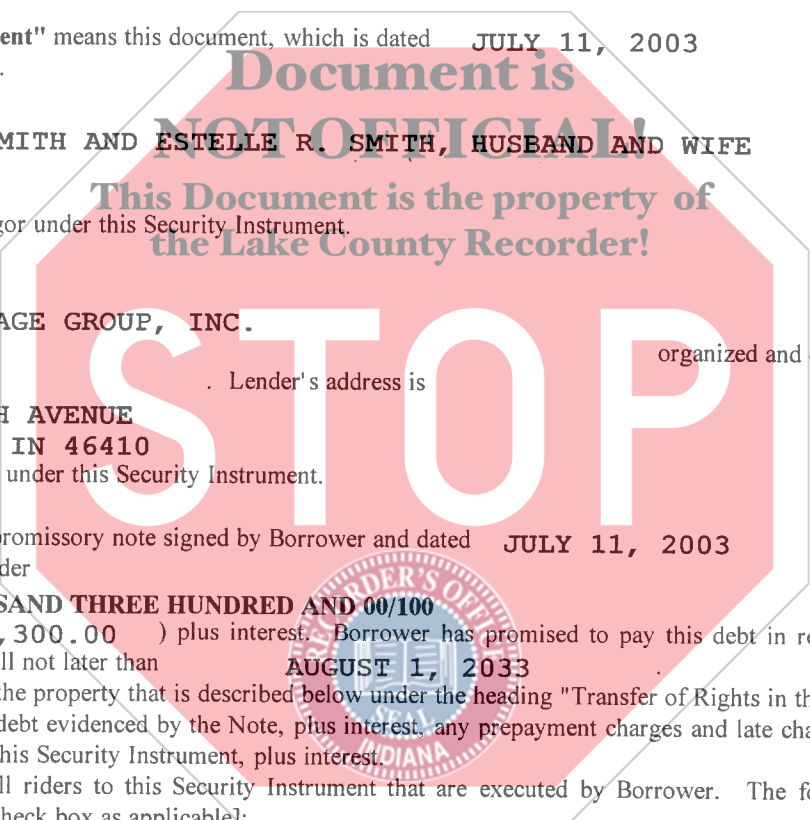 ent" means this document, which is dated JULY 11, 2003
.
Document is
NOT OFFICIAL!
MITH AND ESTELLE R. SMITH, HUSBAND AND WIFE
This Document is the property of
gor under this Security Instrument.
the Lake County Recorder!
AGE GROUP, INC.
STOP
organized and
. Lender's address is
H AVENUE
IN 46410
under this Security Instrument.
promissory note signed by Borrower and dated JULY 11, 2003
der
SAND THREE HUNDRED AND 00/100
,300.00 ) plus interest. Borrower has promised to pay this debt in re
ll not later than AUGUST 1, 2033 .
the property that is described below under the heading "Transfer of Rights in th
debt evidenced by the Note, plus interest, any prepayment charges and late cha
his Security Instrument, plus interest.
ll riders to this Security Instrument that are executed by Borrower. The fo
heck box as applicable]:
RECORDER'S OFFICE
SEAL
INDIANA